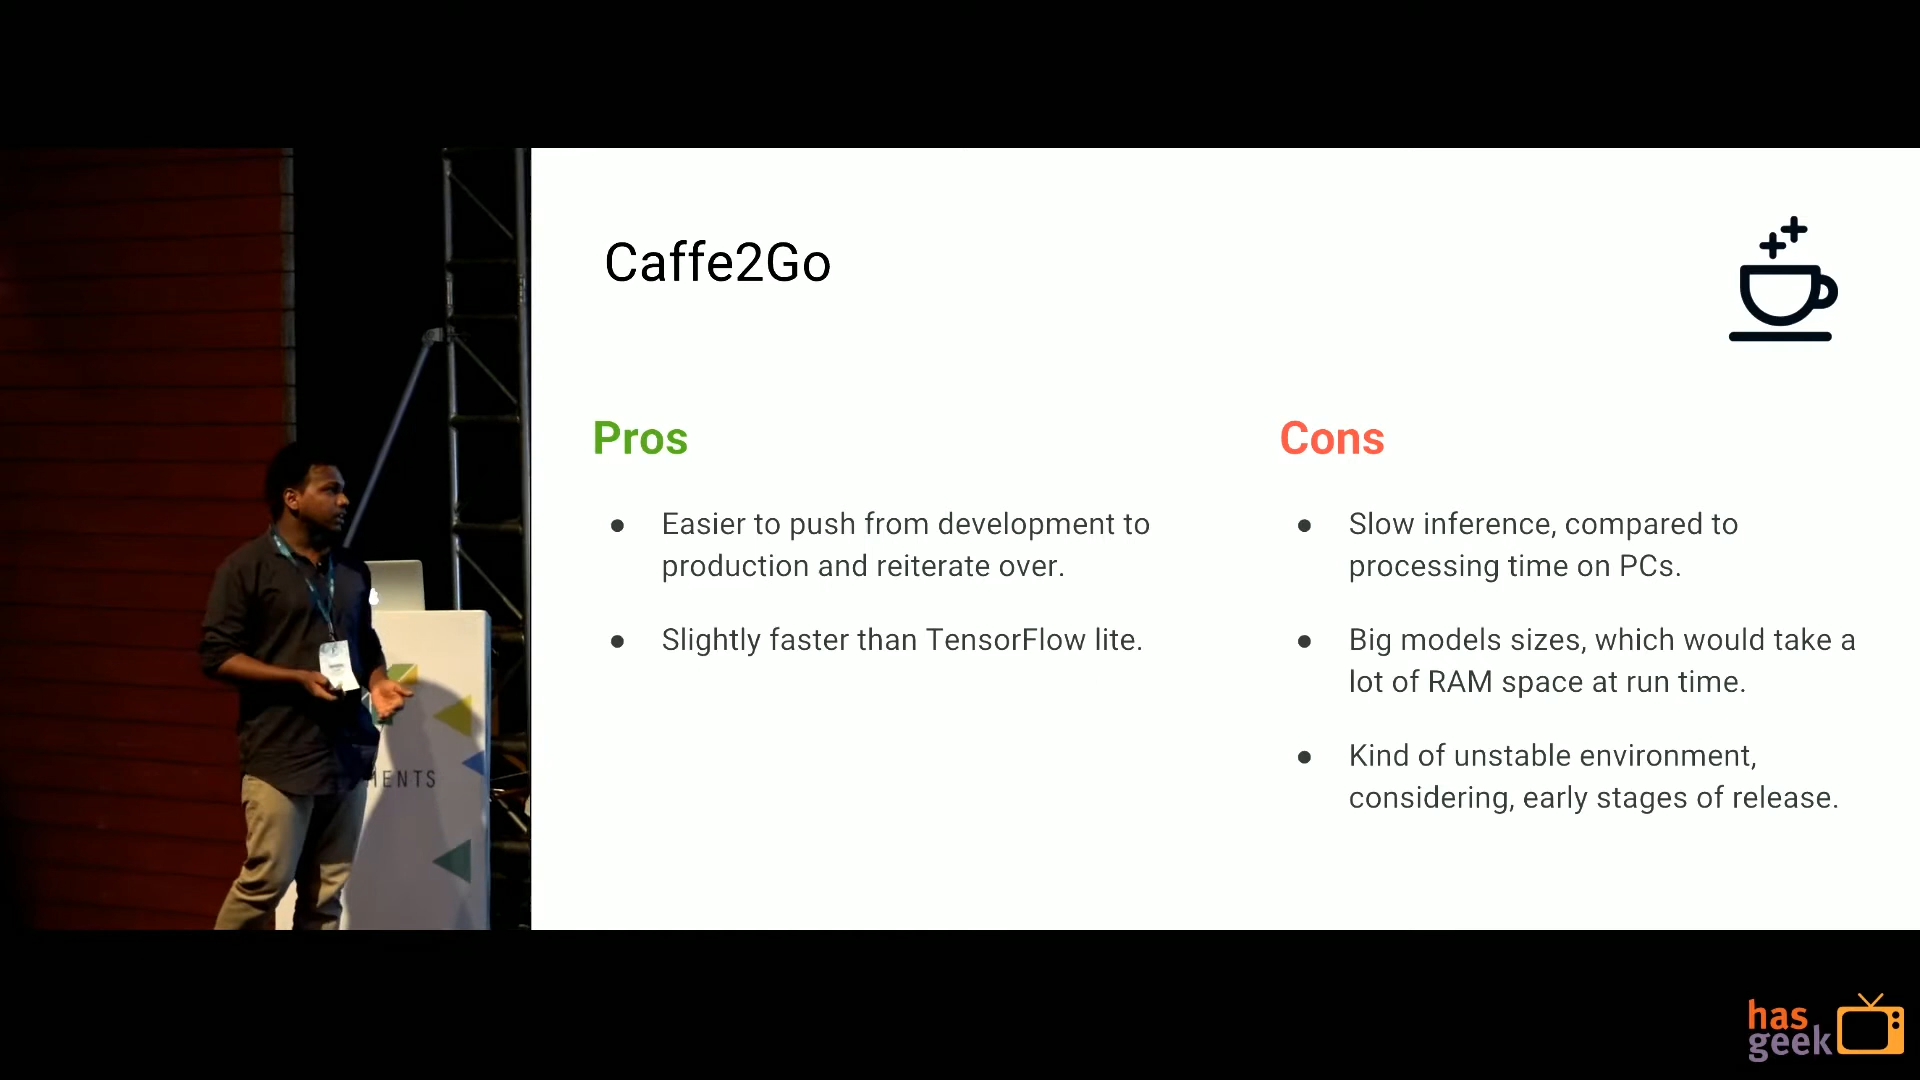 Caffe2Go
Pros
Easier to push from development to
production and reiterate over.
Slightly faster than TensorFlow lite.
Cons
Slow inference, compared to
processing time on PCs.
Big models sizes, which would take a
lot of RAM space at run time.
Kind of unstable environment,
considering, early stages of release.
has
geek